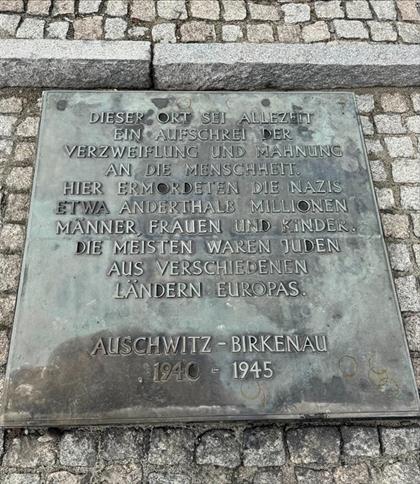 DIESER ORT SEI ALLEZEIT
EIN AUFSCHREI DER
VERZWEIFLUNG UND MAHNUNG
AN DIE MENSCHHEIT.
HIER ERMORDETEN DIE NAZIS
ETWA ANDERTHALB MILLIONEN
MÄNNER, FRAUEN UND KINDER.
DIE MEISTEN WAREN JUDEN
AUS VERSCHIEDENEN
LÄNDERN EUROPAS.
AUSCHWITZ - BIRKENAU
1940 - 1945